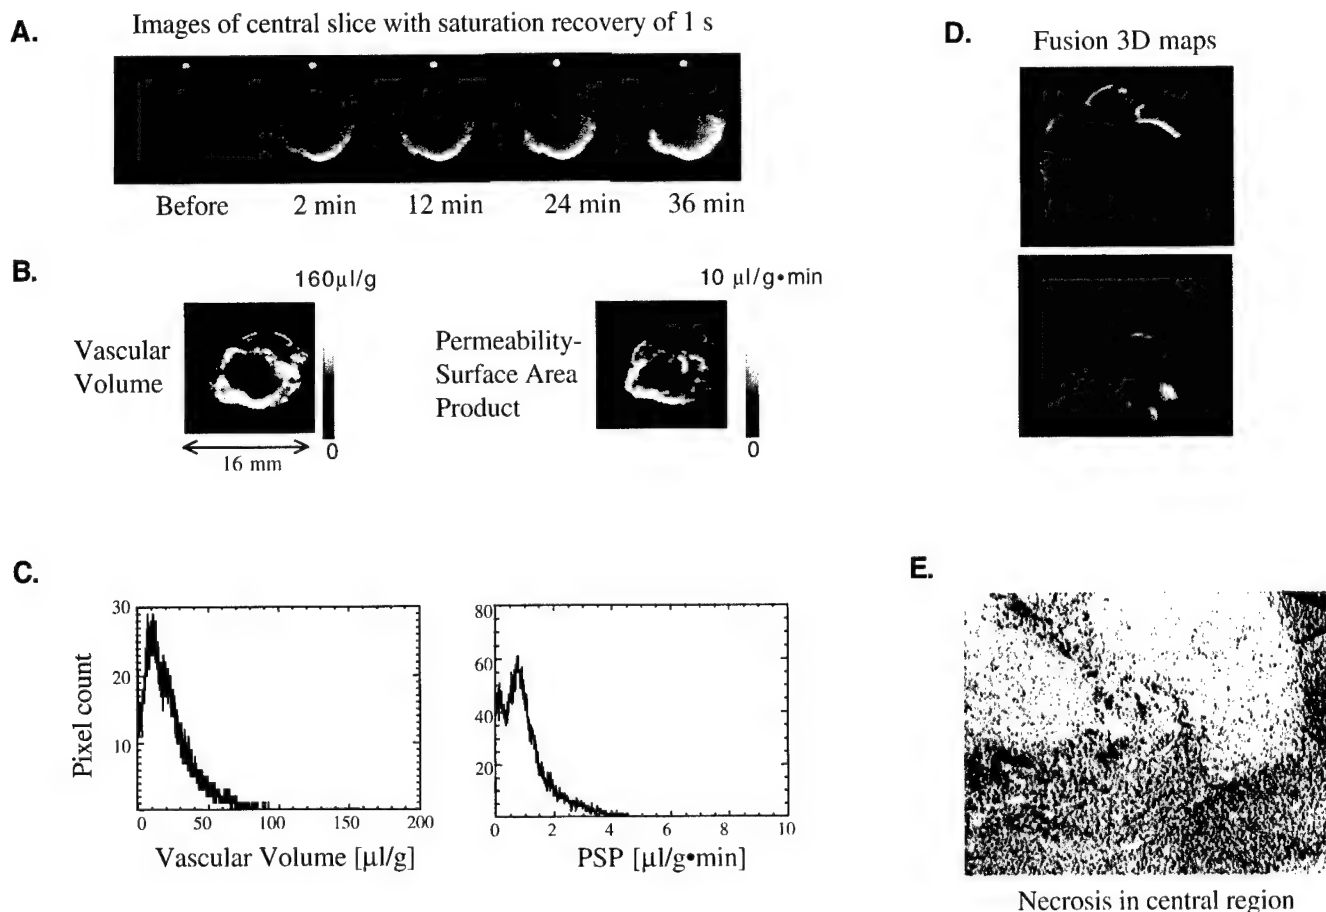 A.
Images of central slice with saturation recovery of 1 s
Before 2 min 12 min 24 min 36 min
B.
160µl/g
Vascular
Volume
0
16 mm
10 µl/g•min
Permeability-
Surface Area
Product
0
C.
30
20
10
Pixel count
0 50 100 150 200
Vascular Volume [µl/g]
80
60
40
20
0 2 4 6 8 10
PSP [µl/g•min]
D.
Fusion 3D maps
E.
Necrosis in central region